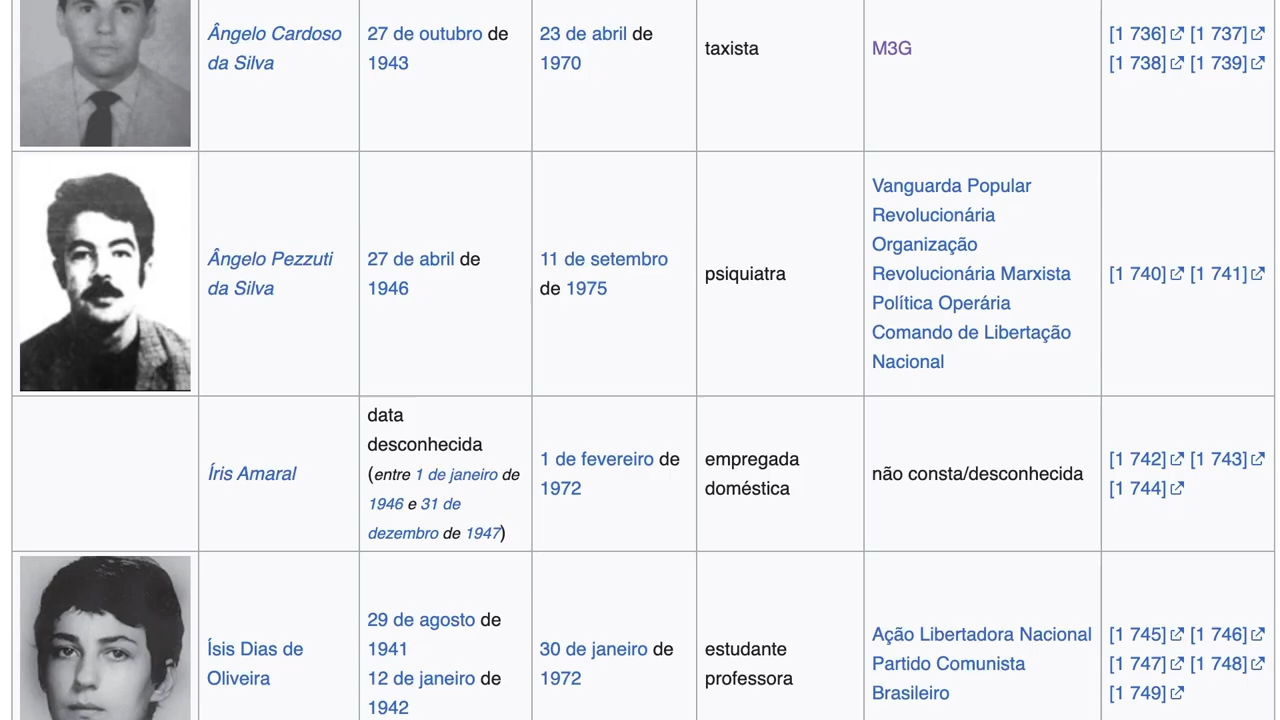 Ângelo Cardoso
da Silva
27 de outubro de
1943
23 de abril de
1970
taxista
M3G
[1 736] [1 737]
[1 738] [1 739]
Ângelo Pezzuti
da Silva
27 de abril de
1946
11 de setembro
de 1975
psiquiatra
Vanguarda Popular
Revolucionária
Organização
Revolucionária Marxista
Política Operária
Comando de Libertação
Nacional
[1 740] [1 741]
Íris Amaral
data
desconhecida
(entre 1 de janeiro de
1946 e 31 de
dezembro de 1947)
1 de fevereiro de
1972
empregada
doméstica
não consta/desconhecida
[1 742] [1 743]
[1 744]
Ísis Dias de
Oliveira
29 de agosto de
1941
12 de janeiro de
1942
30 de janeiro de
1972
estudante
professora
Ação Libertadora Nacional
Partido Comunista
Brasileiro
[1 745] [1 746]
[1 747] [1 748]
[1 749]